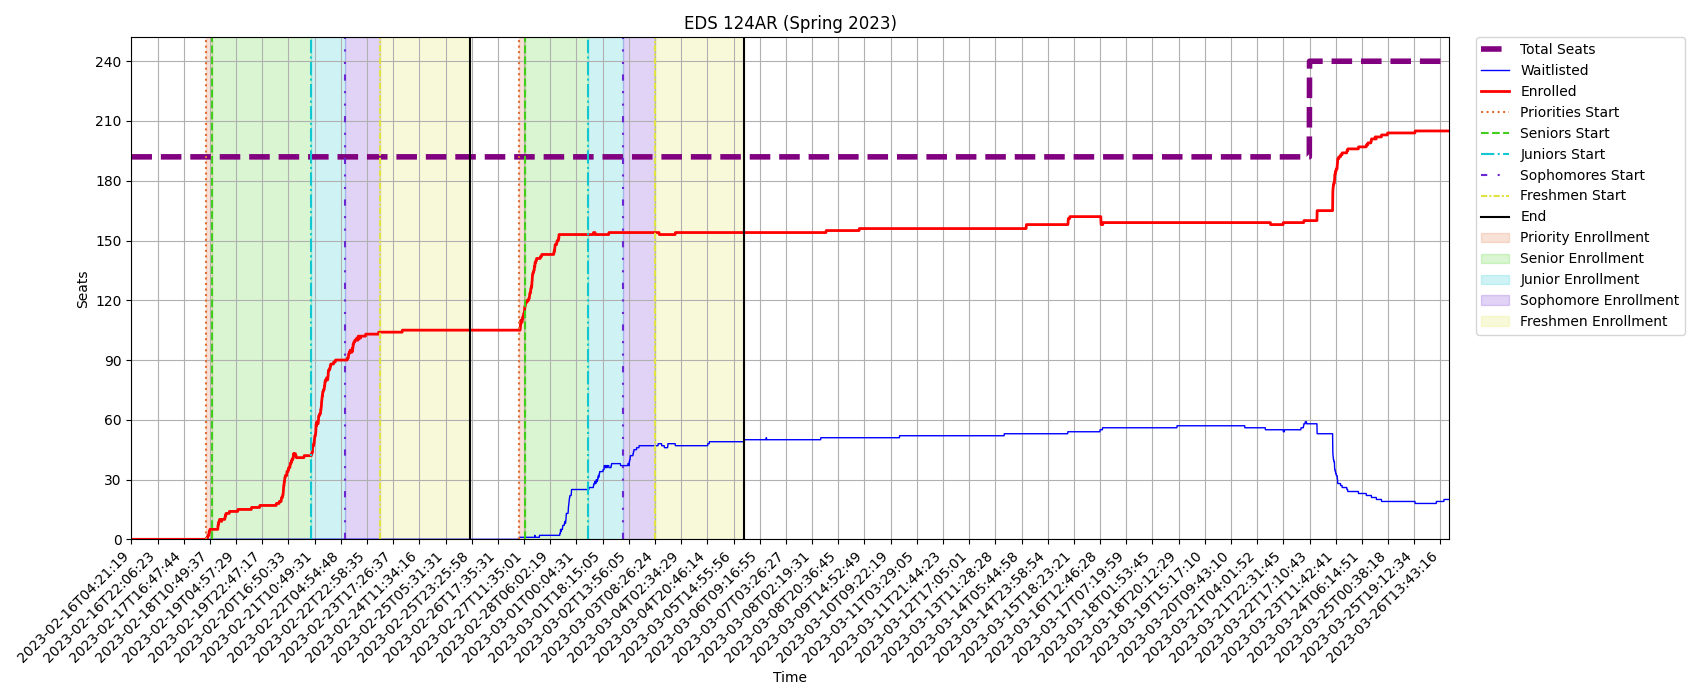 EDS 124AR (Spring 2023)
Seats
240
210
180
150
120
90
60
30
0
2023-02-16T04:21:19
2023-02-16T22:06:23
2023-02-17T16:47:44
2023-02-18T10:49:37
2023-02-19T04:57:29
2023-02-19T22:47:17
2023-02-20T16:50:33
2023-02-21T10:49:31
2023-02-22T04:54:48
2023-02-22T22:58:35
2023-02-23T17:26:37
2023-02-24T11:34:16
2023-02-25T05:31:31
2023-02-25T23:25:58
2023-02-26T17:35:31
2023-02-27T11:35:01
2023-02-28T06:02:19
2023-03-01T00:04:31
2023-03-01T18:15:05
2023-03-02T13:56:05
2023-03-03T08:26:24
2023-03-04T02:34:29
2023-03-04T20:46:14
2023-03-05T14:55:56
2023-03-06T09:16:55
2023-03-07T03:26:27
2023-03-08T02:19:31
2023-03-08T20:36:45
2023-03-09T14:52:49
2023-03-10T09:22:19
2023-03-11T03:29:05
2023-03-11T21:44:23
2023-03-12T17:05:01
2023-03-13T11:28:28
2023-03-14T05:44:58
2023-03-14T23:58:54
2023-03-15T18:23:21
2023-03-16T12:46:28
2023-03-17T07:19:59
2023-03-18T01:53:45
2023-03-18T20:12:29
2023-03-19T15:17:10
2023-03-20T09:43:10
2023-03-21T04:01:52
2023-03-21T22:31:45
2023-03-22T17:10:43
2023-03-23T11:42:41
2023-03-24T06:14:51
2023-03-25T00:38:18
2023-03-25T19:12:34
2023-03-26T13:43:16
Time
Total Seats
Waitlisted
Enrolled
Priorities Start
Seniors Start
Juniors Start
Sophomores Start
Freshmen Start
End
Priority Enrollment
Senior Enrollment
Junior Enrollment
Sophomore Enrollment
Freshmen Enrollment